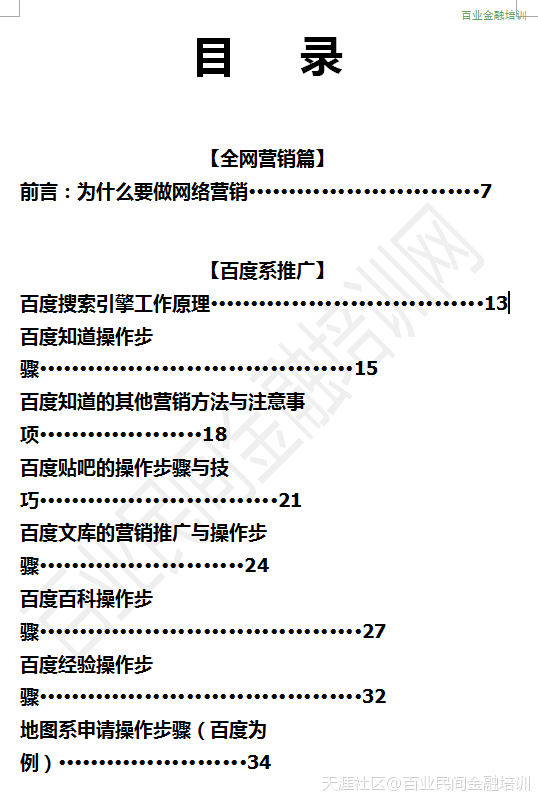 百业金融培训
目 录
【全网营销篇】
前言：为什么要做网络营销·····························7
【百度系推广】
百度搜索引擎工作原理··································13
百度知道操作步
骤·······································15
百度知道的其他营销方法与注意事
项····················18
百度贴吧的操作步骤与技
巧······························21
百度文库的营销推广与操作步
骤·························24
百度百科操作步
骤········································27
百度经验操作步
骤········································32
地图系申请操作步骤（百度为
例）·······················34
百业民间金融培训网
天涯社区@百业民间金融培训